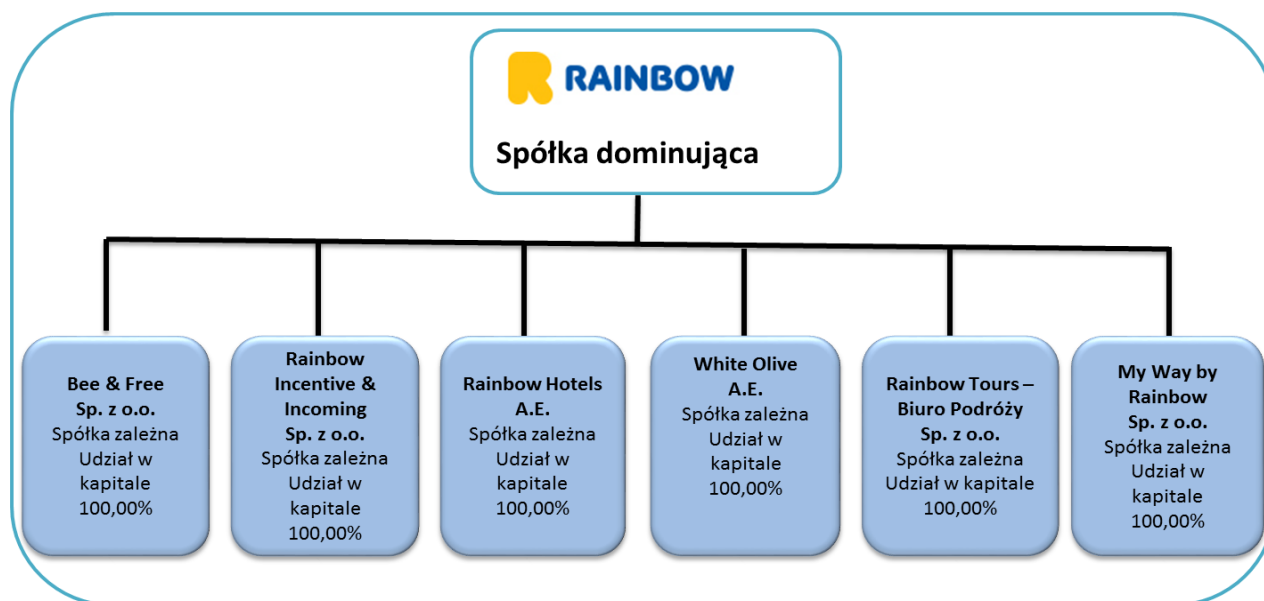 RAINBOW
Spółka dominująca
Bee & Free
Sp. z o.o.
Spółka zależna
Udział w
kapitale
100,00%
Rainbow
Incentive &
Incoming
Sp. z o.o.
Spółka zależna
Udział w
kapitale
100,00%
Rainbow Hotels
A.E.
Spółka zależna
Udział w
kapitale
100,00%
White Olive
A.E.
Spółka zależna
Udział w
kapitale
100,00%
Rainbow Tours –
Biuro Podróży
Sp. z o.o.
Spółka zależna
Udział w kapitale
100,00%
My Way by
Rainbow
Sp. z o.o.
Spółka zależna
Udział w
kapitale
100,00%